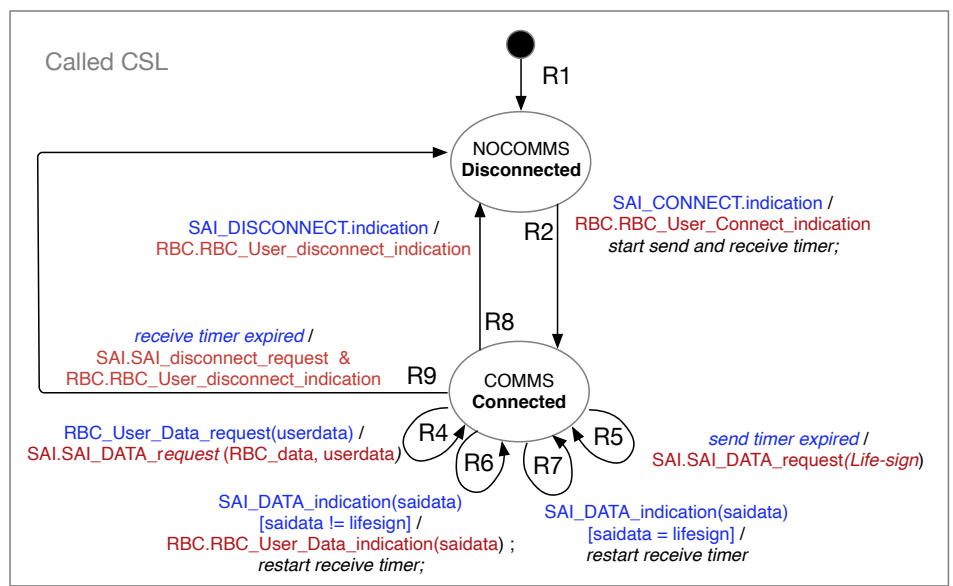 Called CSL
R1
NOCOMMS
Disconnected
SAI_DISCONNECT.indication /
RBC.RBC_User_disconnect_indication
R2
SAI_CONNECT.indication /
RBC.RBC_User_Connect_indication
start send and receive timer;
R8
receive timer expired /
SAI.SAI_disconnect_request &
RBC.RBC_User_disconnect_indication
R9
COMMS
Connected
RBC_User_Data_request(userdata) /
SAI.SAI_DATA_request (RBC_data, userdata)
R4
R6
R7
R5
send timer expired /
SAI.SAI_DATA_request(Life-sign)
SAI_DATA_indication(saidata)
[saidata != lifesign] /
RBC.RBC_User_Data_indication(saidata) ;
restart receive timer;
SAI_DATA_indication(saidata)
[saidata = lifesign] /
restart receive timer